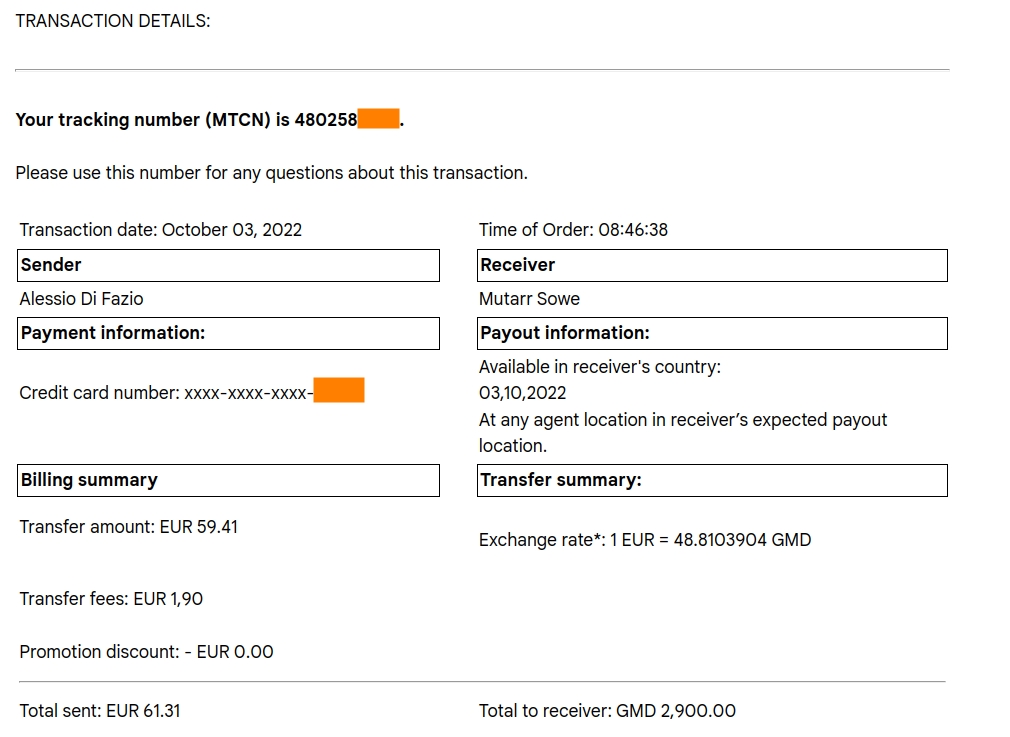 TRANSACTION DETAILS:
Your tracking number (MTCN) is 480258 .
Please use this number for any questions about this transaction.
Transaction date: October 03, 2022
Time of Order: 08:46:38
Sender
Receiver
Alessio Di Fazio
Mutarr Sowe
Payment information:
Payout information:
Credit card number: xxxx-xxxx-xxxx-
Available in receiver's country:
03,10,2022
At any agent location in receiver’s expected payout
location.
Billing summary
Transfer summary:
Transfer amount: EUR 59.41
Exchange rate*: 1 EUR = 48.8103904 GMD
Transfer fees: EUR 1,90
Promotion discount: - EUR 0.00
Total sent: EUR 61.31
Total to receiver: GMD 2,900.00